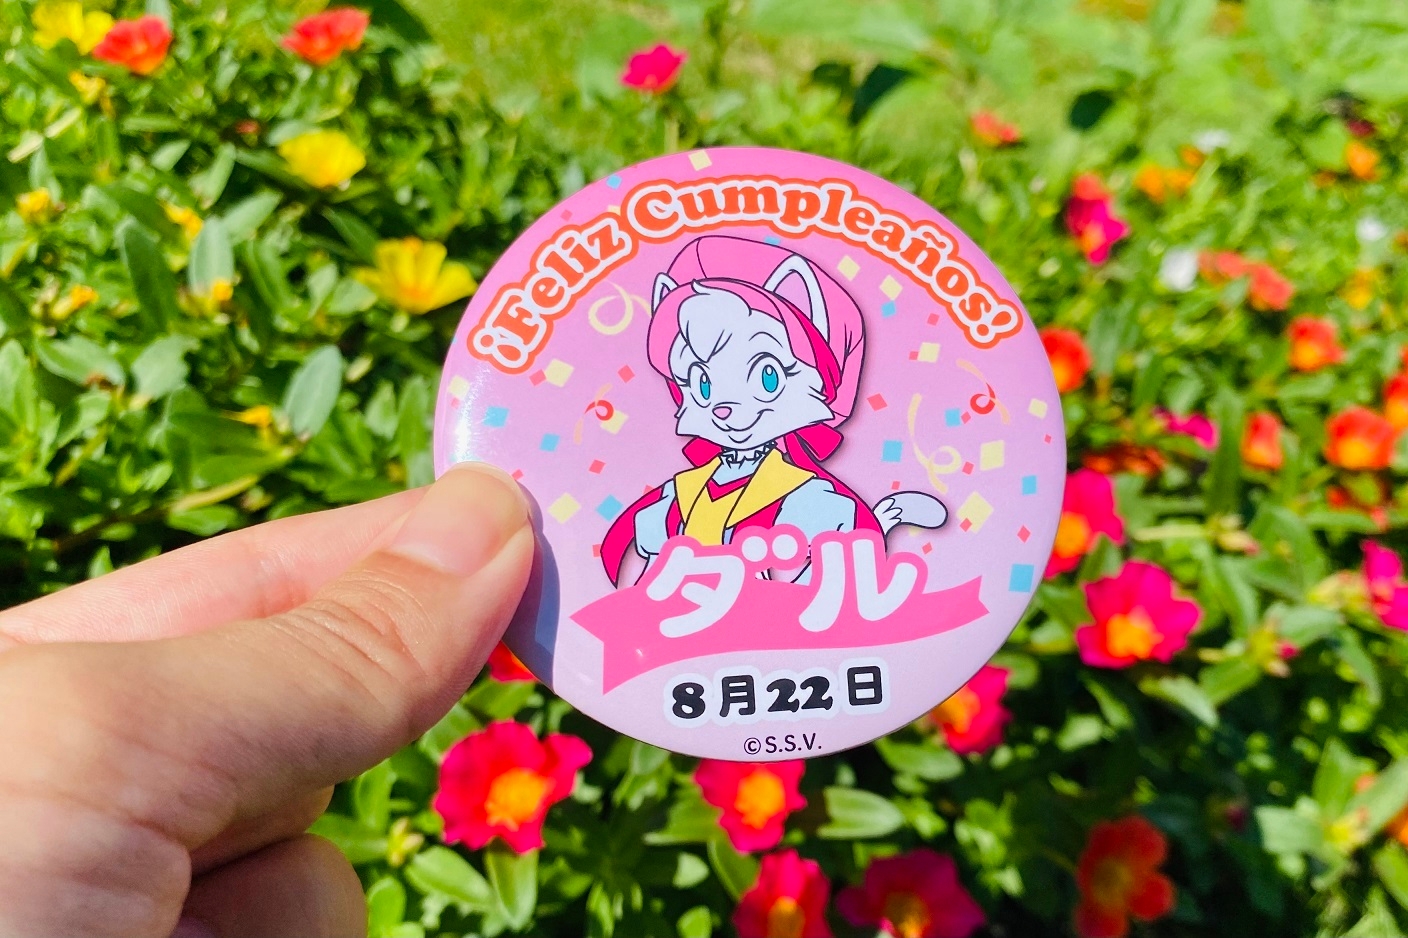 ¡Feliz Cumpleaños!
ダル
8月22日
©S.S.V.